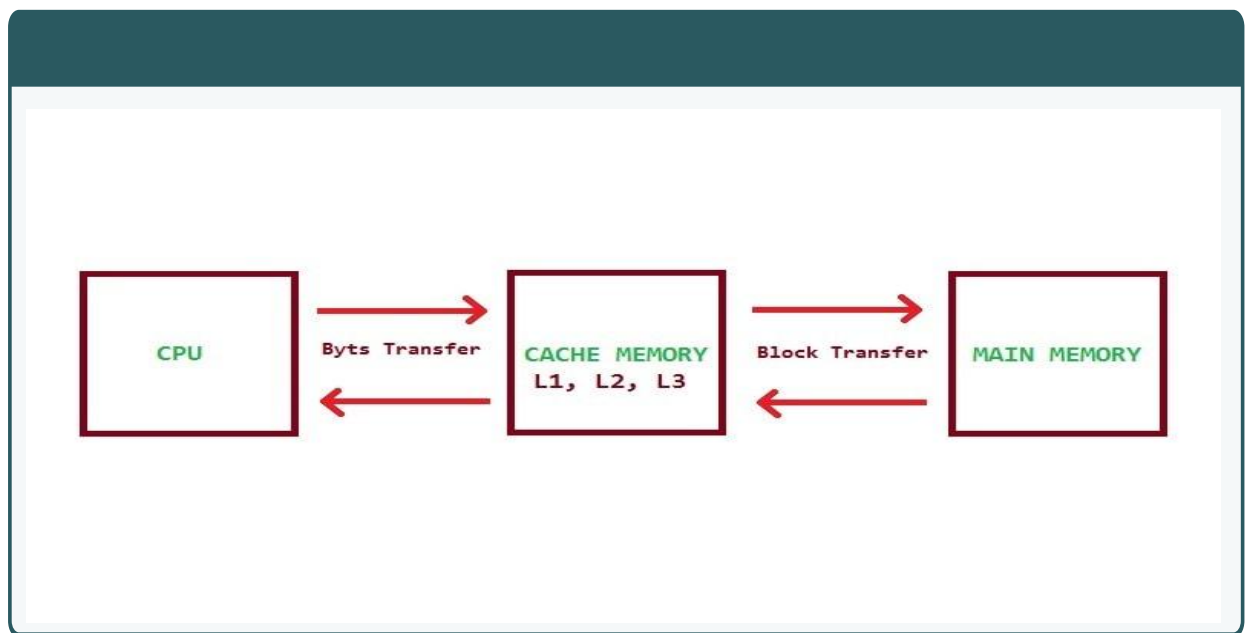 CPU
Byts Transfer
CACHE MEMORY
L1, L2, L3
Block Transfer
MAIN MEMORY